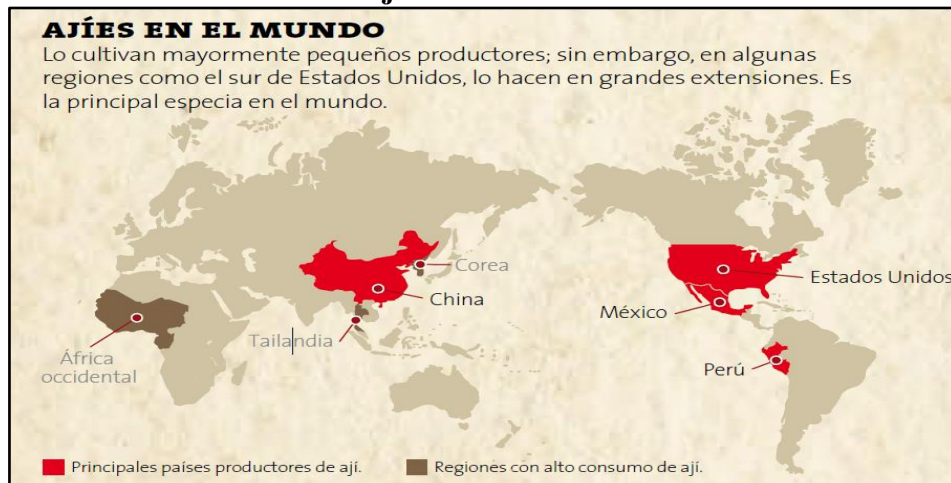 AJÍES EN EL MUNDO
Lo cultivan mayormente pequeños productores; sin embargo, en algunas
regiones como el sur de Estados Unidos, lo hacen en grandes extensiones. Es
la principal especia en el mundo.
Corea
China
Tailandia
África
occidental
Estados Unidos
México
Perú
Principales países productores de ají.
Regiones con alto consumo de ají.